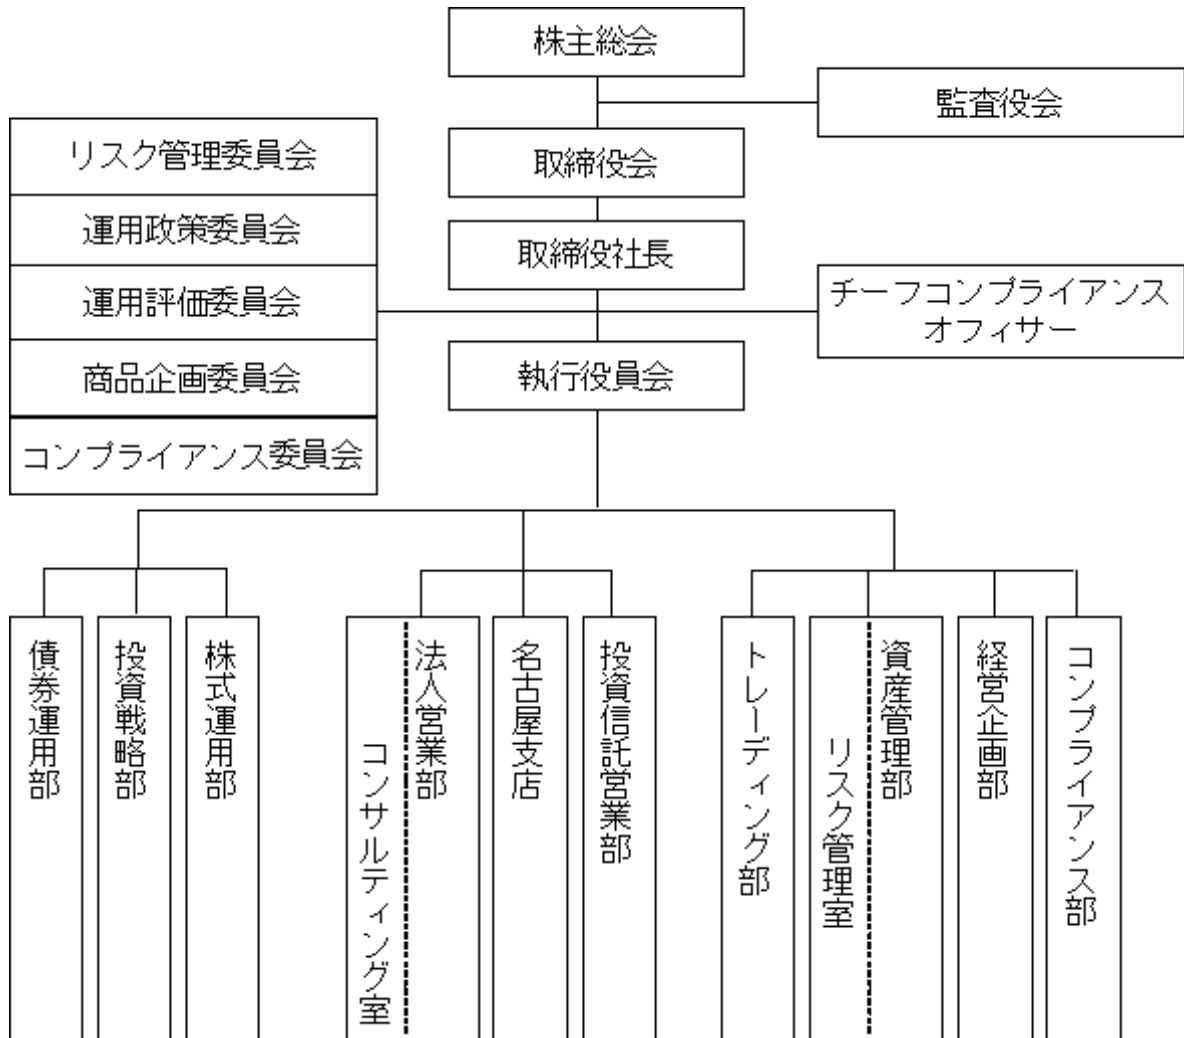 株主総会
監査役会
リスク管理委員会
取締役会
運用政策委員会
取締役社長
運用評価委員会
チーフコンプライアンス
オフィサー
商品企画委員会
執行役員会
コンプライアンス委員会
債券運用部
投資戦略部
株式運用部
法人営業部
コンサルティング室
名古屋支店
投資信託営業部
トレーディング部
資産管理部
リスク管理室
経営企画部
コンプライアンス部